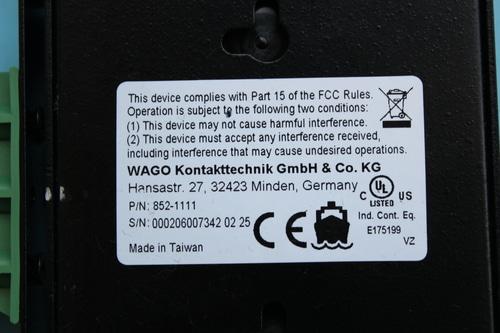 This device complies with Part 15 of the FCC Rules.
Operation is subject to the following two conditions:
(1) This device may not cause harmful interference.
(2) This device must accept any interference received,
including interference that may cause undesired operations.
WAGO Kontakttechnik GmbH & Co. KG
Hansastr. 27, 32423 Minden, Germany
P/N: 852-1111
S/N: 000206007342 02 25
Made in Taiwan
CE
C UL US
LISTED
Ind. Cont. Eq.
E175199
VZ